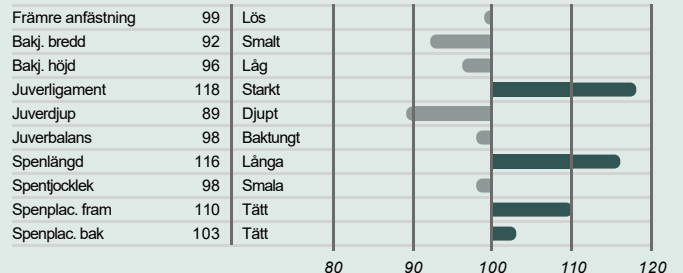 Främre anfästning 99 Lös
Bakj. bredd 92 Smalt
Bakj. höjd 96 Låg
Juverligament 118 Starkt
Juverdjup 89 Djupt
Juverbalans 98 Baktungt
Spenlängd 116 Långa
Spentjocklek 98 Smala
Spenplac. fram 110 Tätt
Spenplac. bak 103 Tätt
80 90 100 110 120